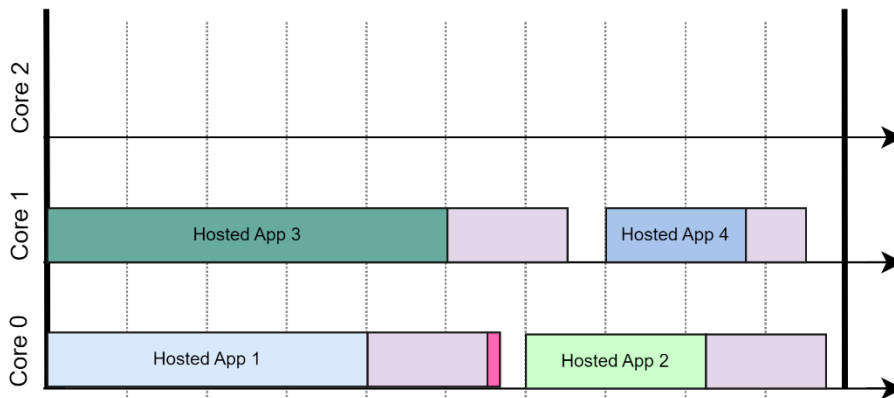 Core 2
Core 1
Hosted App 3
Hosted App 4
Core 0
Hosted App 1
Hosted App 2